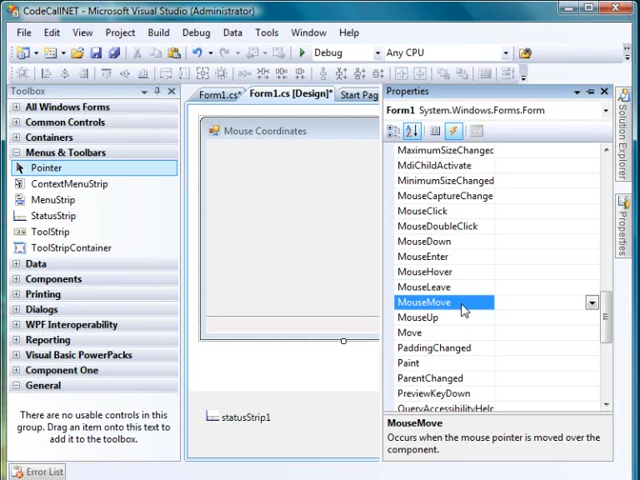 CodeCallNET - Microsoft Visual Studio (Administrator)
File Edit View Project Build Debug Data Tools Window Help
Debug Any CPU
Toolbox
All Windows Forms
Common Controls
Containers
Menus & Toolbars
Pointer
ContextMenuStrip
MenuStrip
StatusStrip
ToolStrip
ToolStripContainer
Data
Components
Printing
Dialogs
WPF Interoperability
Reporting
Visual Basic PowerPacks
Component One
General
There are no usable controls in this
group. Drag an item onto this text to
add it to the toolbox.
Error List
Form1.cs* Form1.cs [Design]* Start Pag
Mouse Coordinates
statusStrip1
Properties
Form1 System.Windows.Forms.Form
MaximumSizeChanged
MdiChildActivate
MinimumSizeChanged
MouseCaptureChange
MouseClick
MouseDoubleClick
MouseDown
MouseEnter
MouseHover
MouseLeave
MouseMove
MouseUp
Move
PaddingChanged
Paint
ParentChanged
PreviewKeyDown
QueryAccessibilityHelp
MouseMove
Occurs when the mouse pointer is moved over the
component.
Solution Explorer
Properties